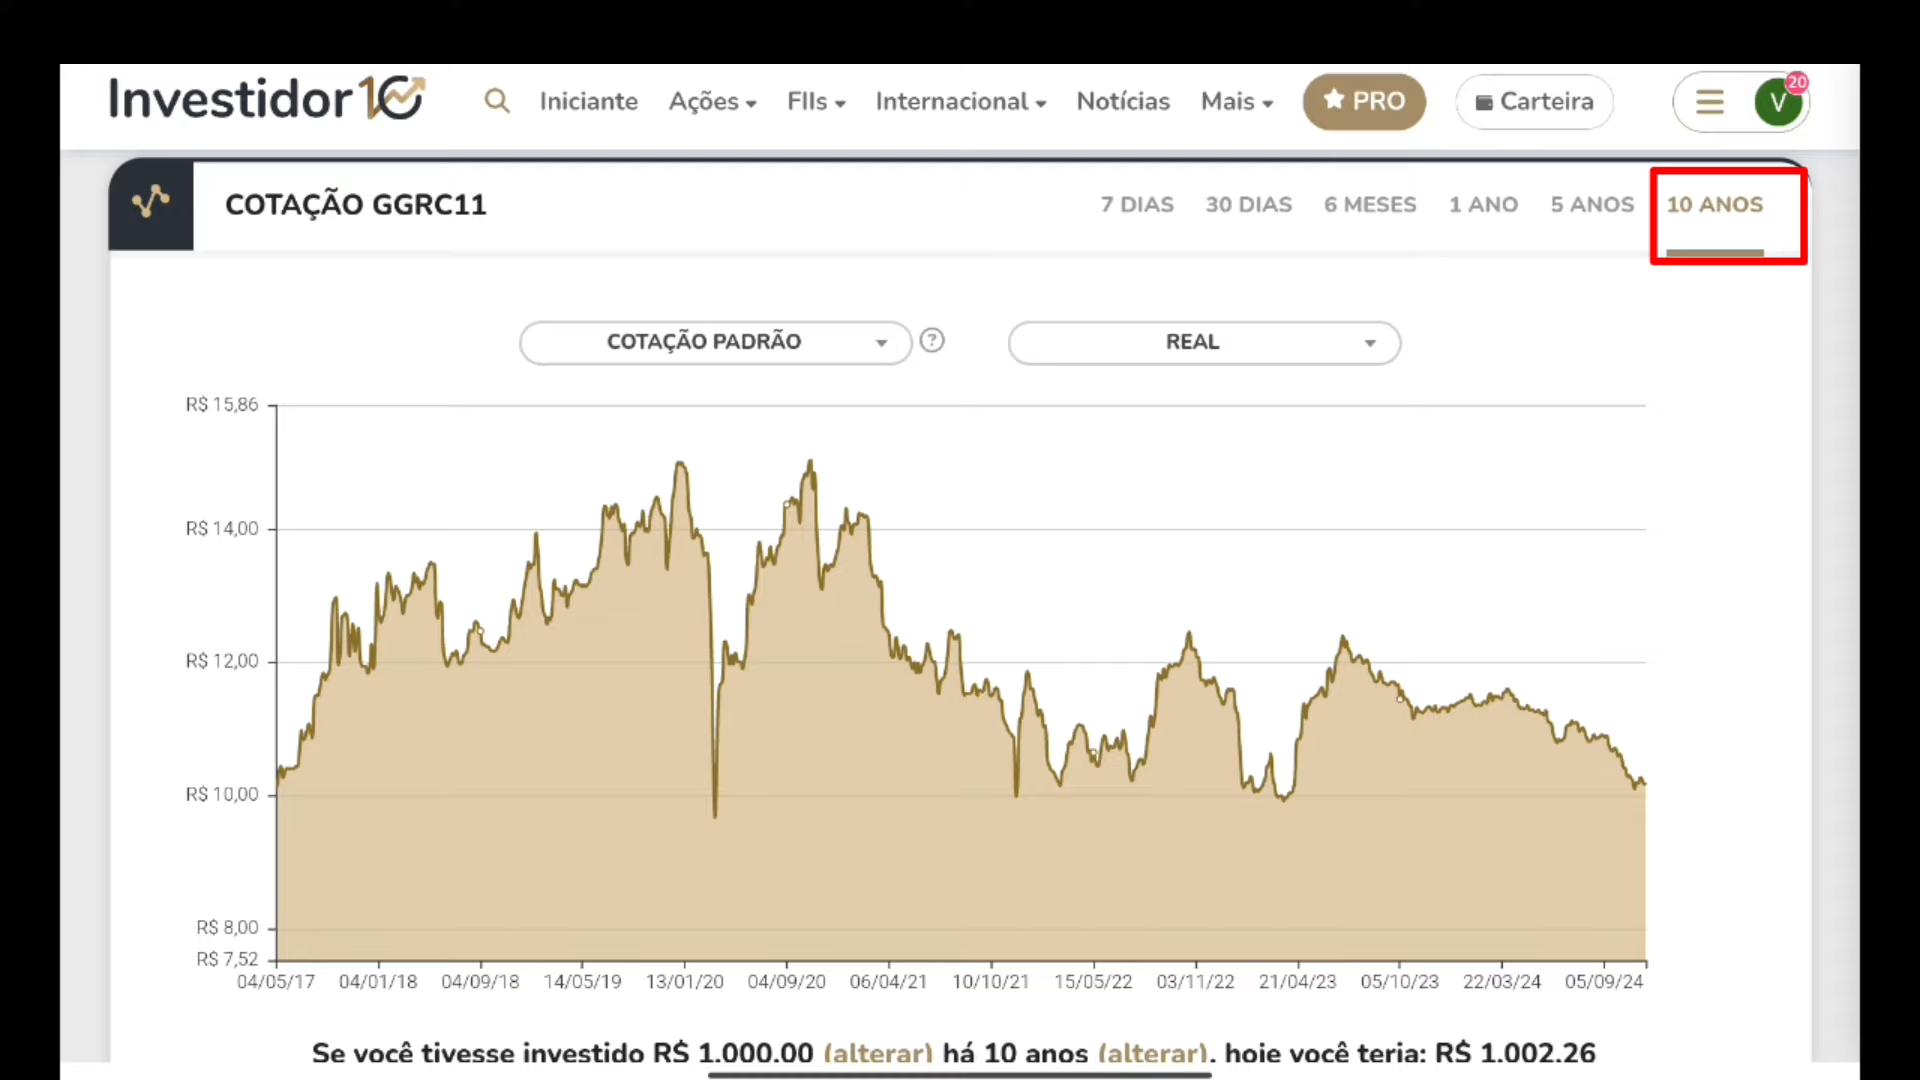 Investidor 10 Iniciante Ações FIIs Internacional Notícias Mais PRO Carteira V 20
COTAÇÃO GGRC11 7 DIAS 30 DIAS 6 MESES 1 ANO 5 ANOS 10 ANOS
COTAÇÃO PADRÃO ? REAL
R$ 15,86
R$ 14,00
R$ 12,00
R$ 10,00
R$ 8,00
R$ 7,52
04/05/17 04/01/18 04/09/18 14/05/19 13/01/20 04/09/20 06/04/21 10/10/21 15/05/22 03/11/22 21/04/23 05/10/23 22/03/24 05/09/24
Se você tivesse investido R$ 1.000.00 (alterar) há 10 anos (alterar), hoje você teria: R$ 1.002.26